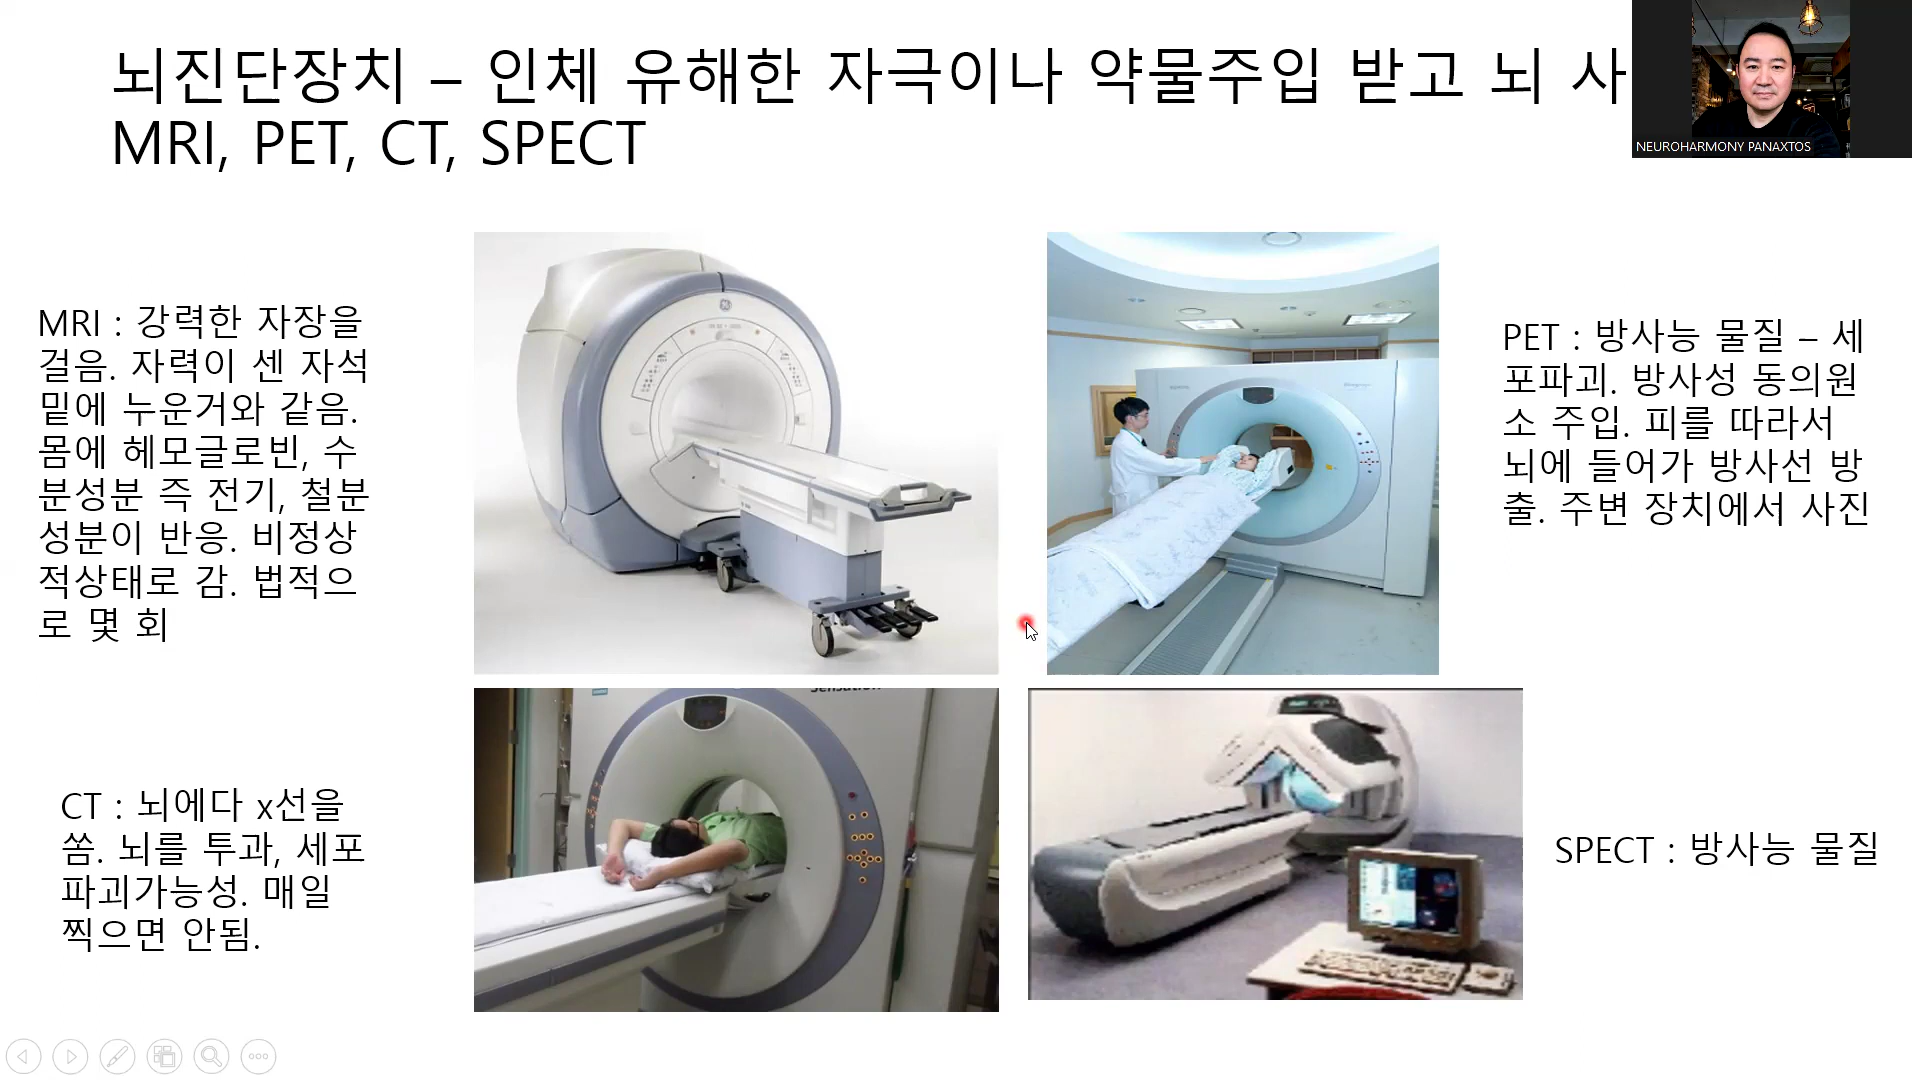 뇌진단장치 – 인체 유해한 자극이나 약물주입 받고 뇌 사
MRI, PET, CT, SPECT
NEUROHARMONY PANAXTOS
MRI : 강력한 자장을
걸음. 자력이 센 자석
밑에 누운거와 같음.
몸에 헤모글로빈, 수
분성분 즉 전기, 철분
성분이 반응. 비정상
적상태로 감. 법적으
로 몇 회
PET : 방사능 물질 – 세
포파괴. 방사성 동의원
소 주입. 피를 따라서
뇌에 들어가 방사선 방
출. 주변 장치에서 사진
CT : 뇌에다 x선을
쏨. 뇌를 투과, 세포
파괴가능성. 매일
찍으면 안됨.
Sensation
SPECT : 방사능 물질